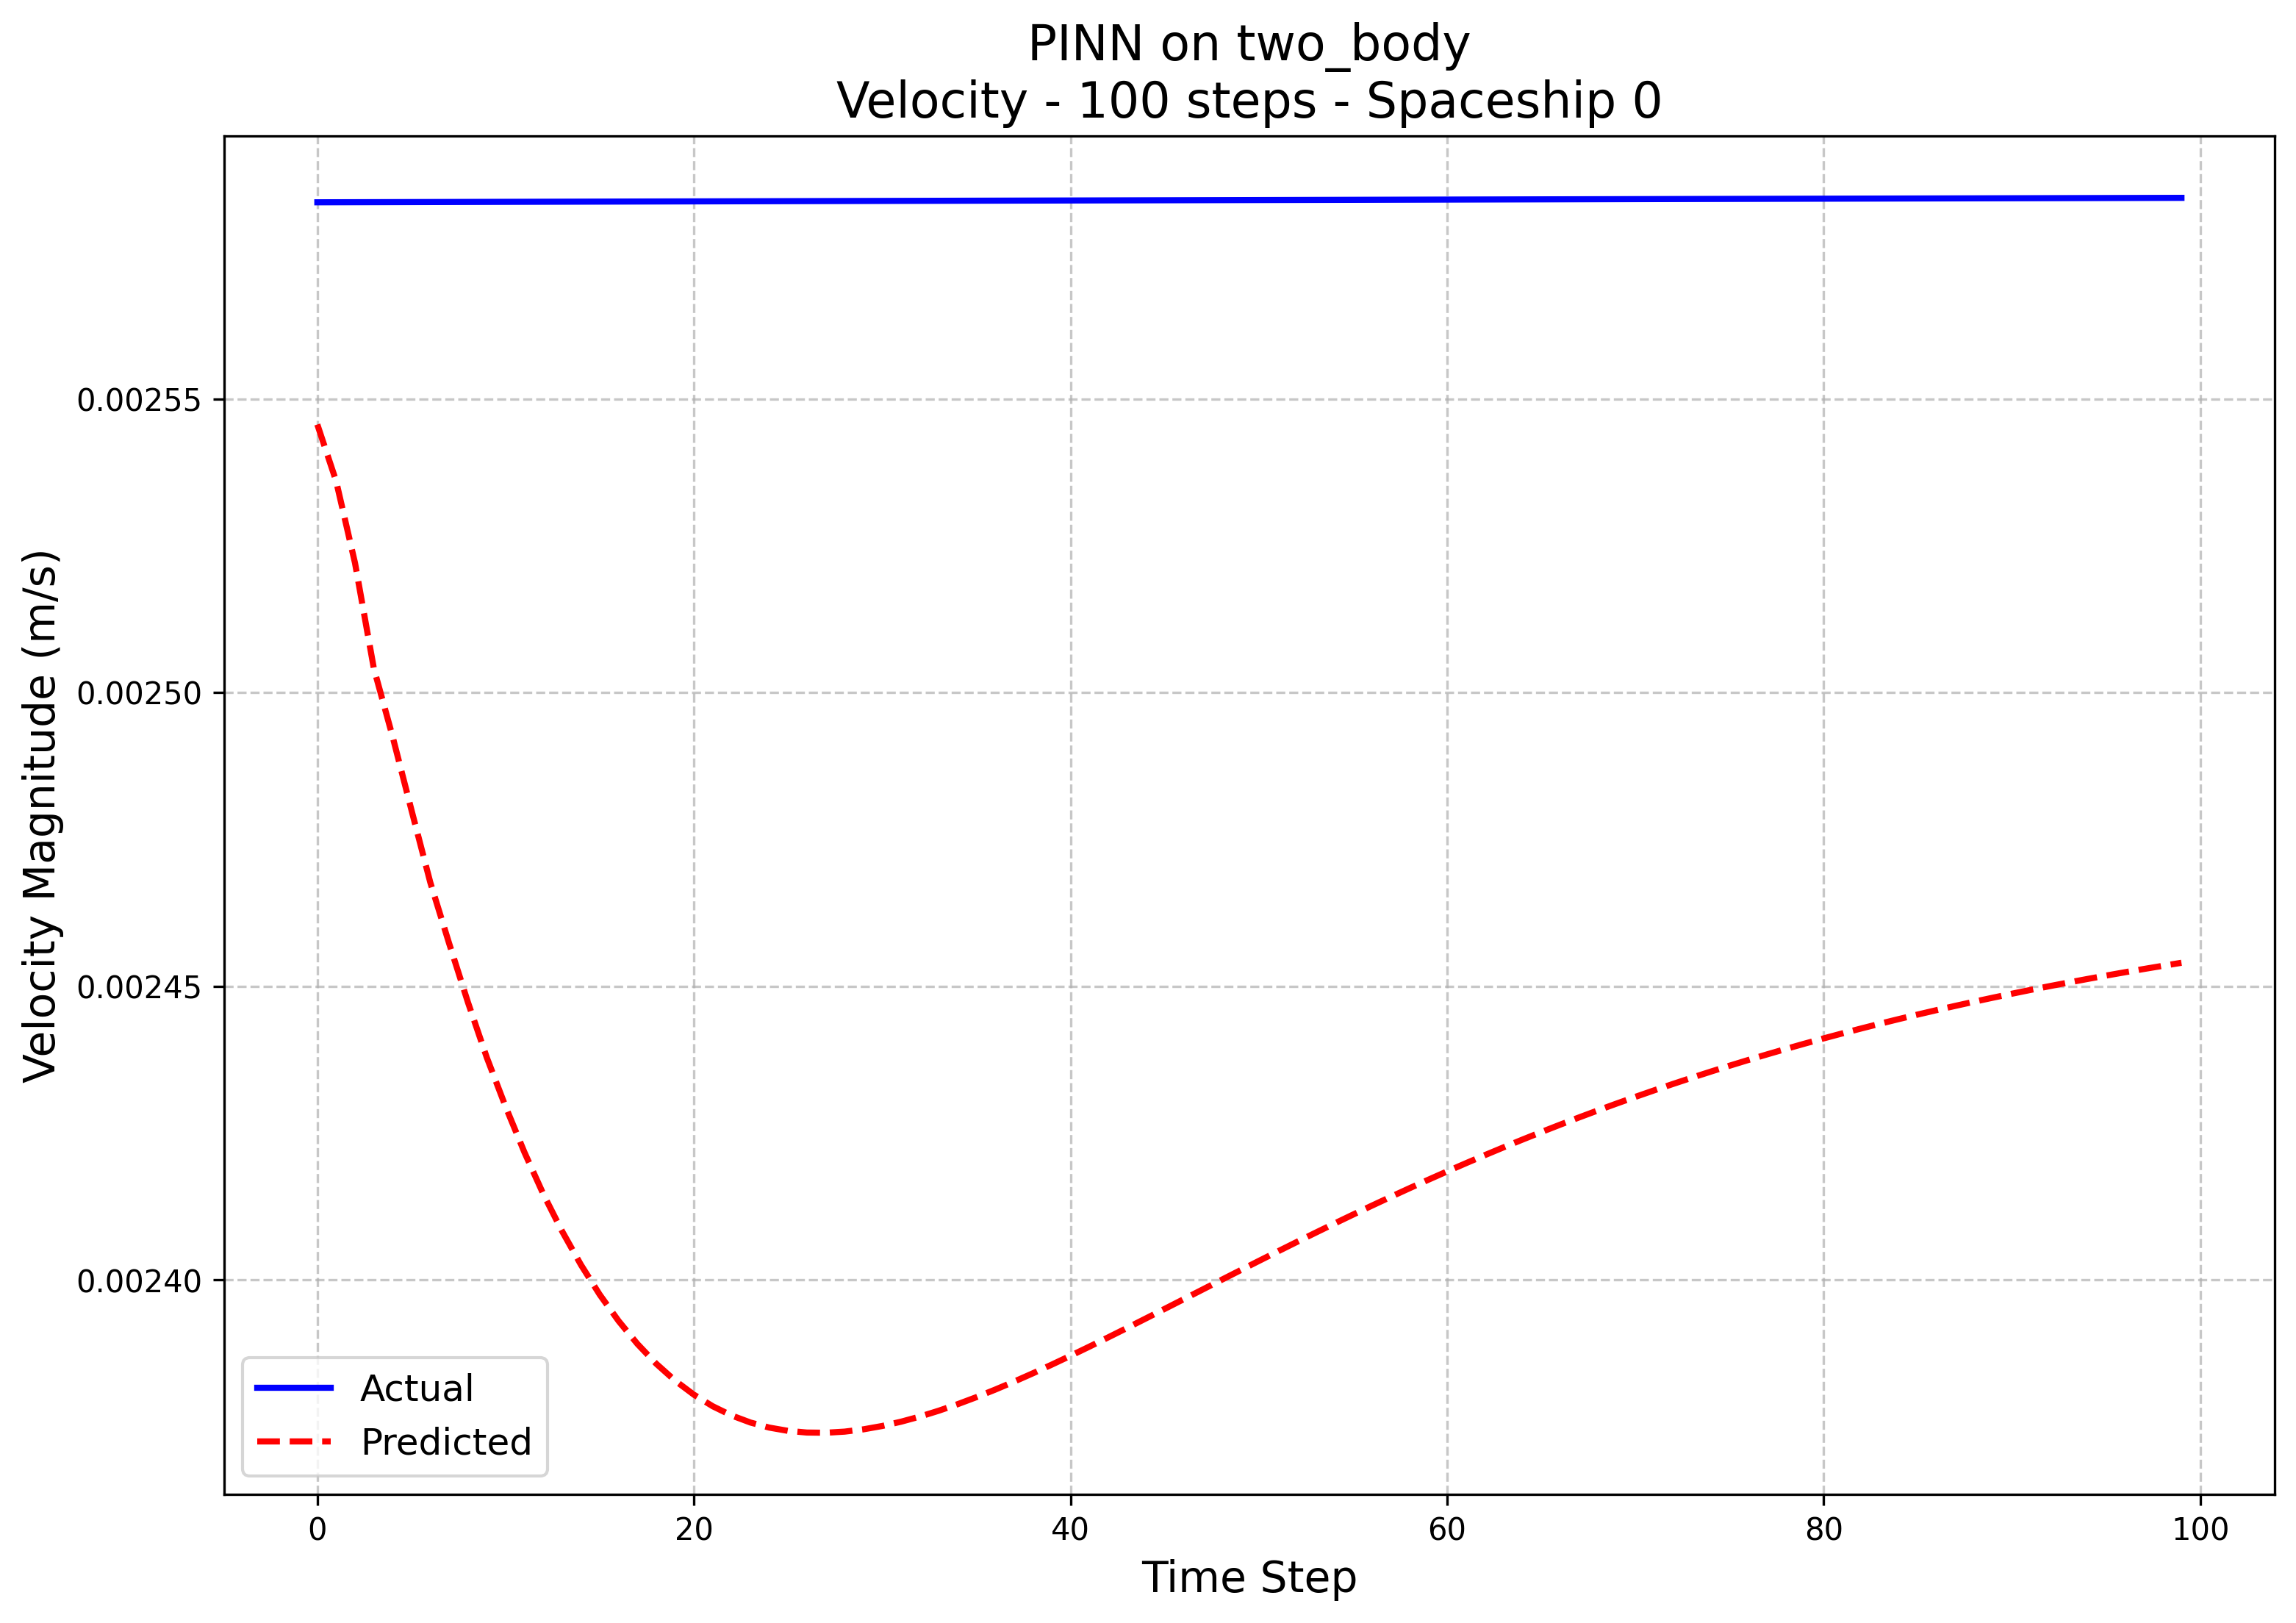 PINN on two_body
Velocity - 100 steps - Spaceship 0
Velocity Magnitude (m/s)
0.00255
0.00250
0.00245
0.00240
Actual
Predicted
0 20 40 60 80 100
Time Step